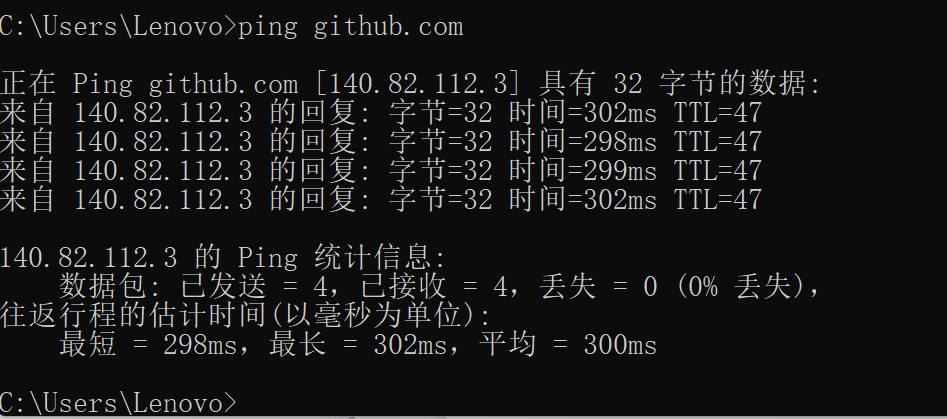 C:\Users\Lenovo>ping github.com
正在 Ping github.com [140.82.112.3] 具有 32 字节的数据:
来自 140.82.112.3 的回复: 字节=32 时间=302ms TTL=47
来自 140.82.112.3 的回复: 字节=32 时间=298ms TTL=47
来自 140.82.112.3 的回复: 字节=32 时间=299ms TTL=47
来自 140.82.112.3 的回复: 字节=32 时间=302ms TTL=47
140.82.112.3 的 Ping 统计信息:
数据包: 已发送 = 4，已接收 = 4，丢失 = 0 (0% 丢失)，
往返行程的估计时间(以毫秒为单位):
最短 = 298ms，最长 = 302ms，平均 = 300ms
C:\Users\Lenovo>